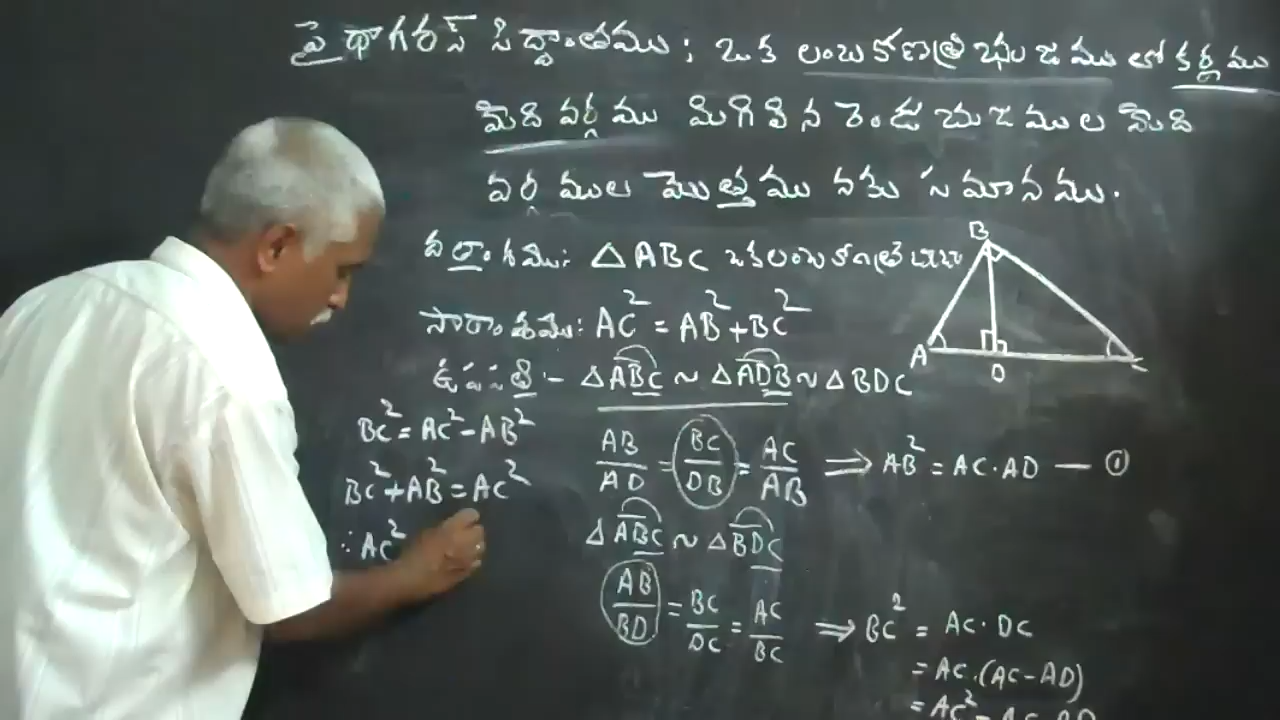 పైథాగరస్ సిద్ధాంతము : ఒక లంబకోణత్రిభుజములో కర్ణము
మీది వర్గము మిగిలిన రెండు భుజముల మీది
వర్గముల మొత్తమునకు సమానము.
దత్తాంశము: △ABC ఒక లంబకోణత్రిభుజం
సారాంశము: AC² = AB² + BC²
ఉపపత్తి :- △ABC ~ △ADB ~ △BDC
B
A
D
C
AB/AD = BC/DB = AC/AB ⟹ AB² = AC·AD — ①
△ABC ~ △BDC
AB/BD = BC/DC = AC/BC ⟹ BC² = AC·DC
= AC·(AC-AD)
= AC² - AC·AD
BC² = AC² - AB²
BC² + AB² = AC²
∴ AC²